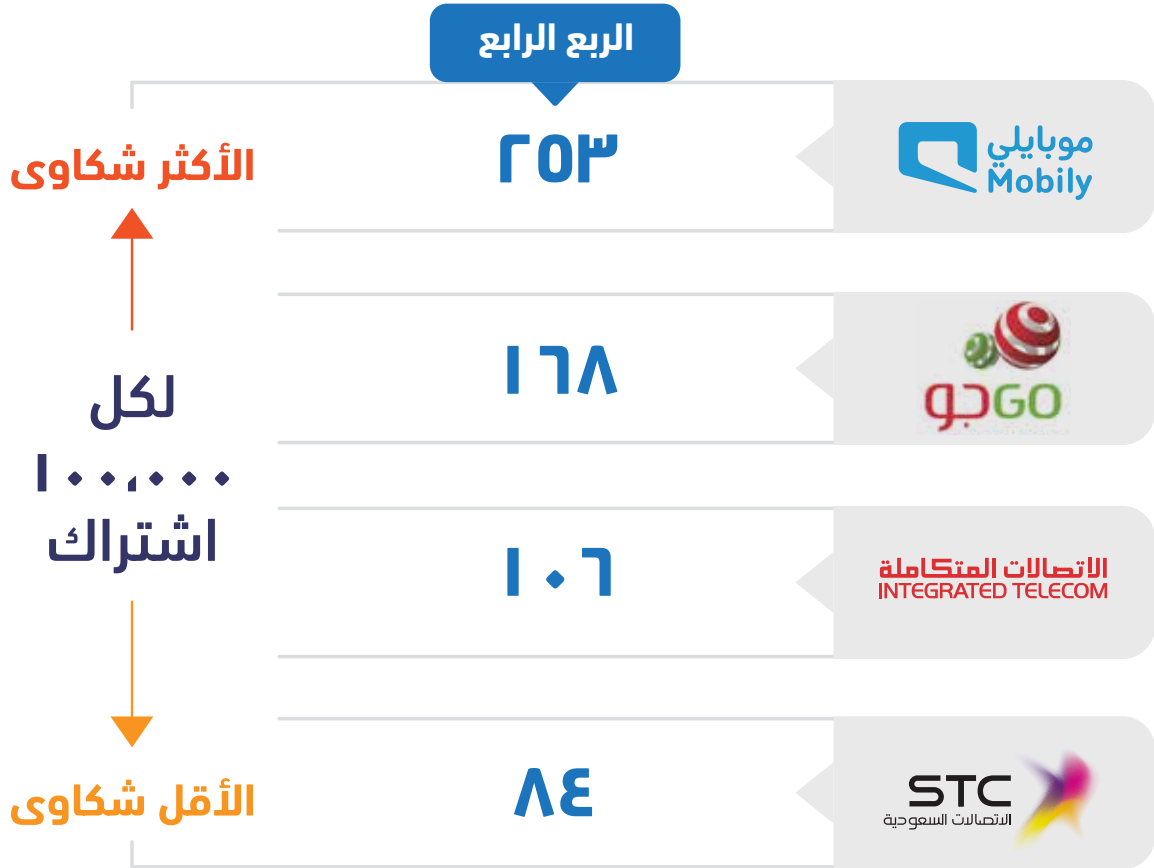 الربع الرابع
موبايلي
Mobily
٢٥٣
الأكثر شكاوى
جو GO
١٦٨
لكل
١٠٠،٠٠٠
اشتراك
الاتصالات المتكاملة
INTEGRATED TELECOM
١٠٦
STC
الاتصالات السعودية
٨٤
الأقل شكاوى